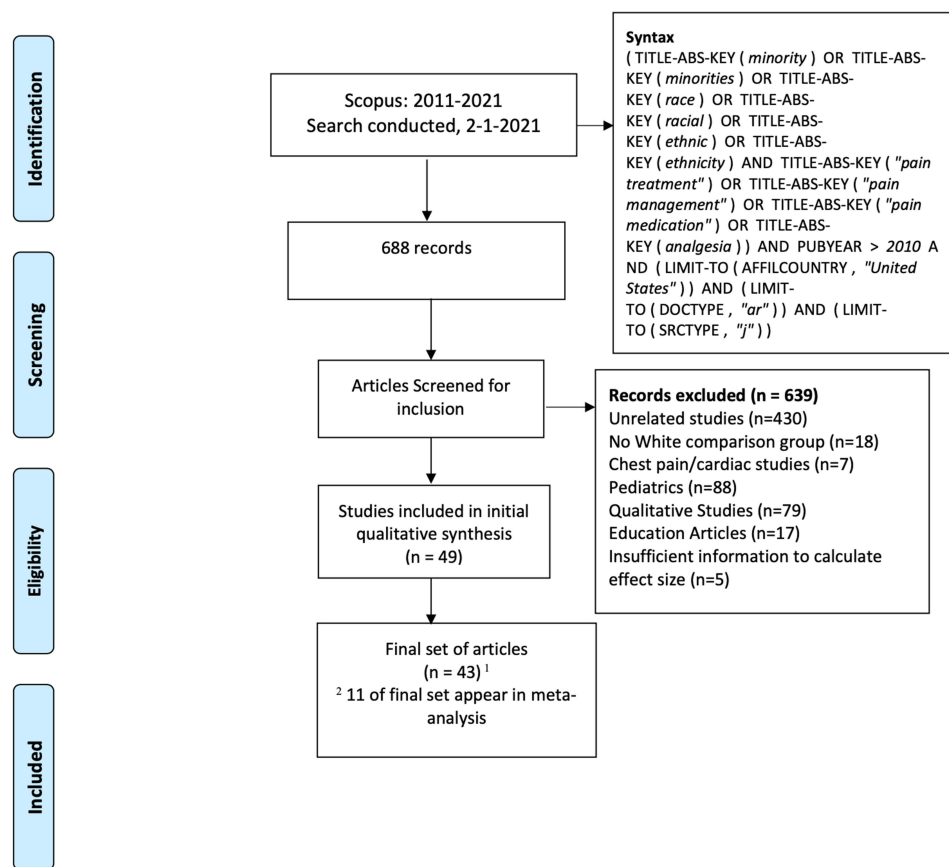 Identification
Screening
Eligibility
Included
Scopus: 2011-2021
Search conducted, 2-1-2021
Syntax
( TITLE-ABS-KEY ( minority ) OR TITLE-ABS-
KEY ( minorities ) OR TITLE-ABS-
KEY ( race ) OR TITLE-ABS-
KEY ( racial ) OR TITLE-ABS-
KEY ( ethnic ) OR TITLE-ABS-
KEY ( ethnicity ) AND TITLE-ABS-KEY ( "pain
treatment" ) OR TITLE-ABS-KEY ( "pain
management" ) OR TITLE-ABS-KEY ( "pain
medication" ) OR TITLE-ABS-
KEY ( analgesia ) ) AND PUBYEAR > 2010 A
ND ( LIMIT-TO ( AFFILCOUNTRY , "United
States" ) ) AND ( LIMIT-
TO ( DOCTYPE , "ar" ) ) AND ( LIMIT-
TO ( SRCTYPE , "j" ) )
688 records
Articles Screened for
inclusion
Records excluded (n = 639)
Unrelated studies (n=430)
No White comparison group (n=18)
Chest pain/cardiac studies (n=7)
Pediatrics (n=88)
Qualitative Studies (n=79)
Education Articles (n=17)
Insufficient information to calculate
effect size (n=5)
Studies included in initial
qualitative synthesis
(n = 49)
Final set of articles
(n = 43) 1
2 11 of final set appear in meta-
analysis